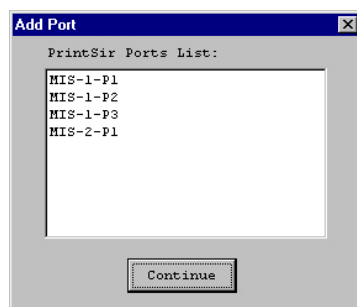 Add Port
PrintSir Ports List:
MIS-1-P1
MIS-1-P2
MIS-1-P3
MIS-2-P1
Continue